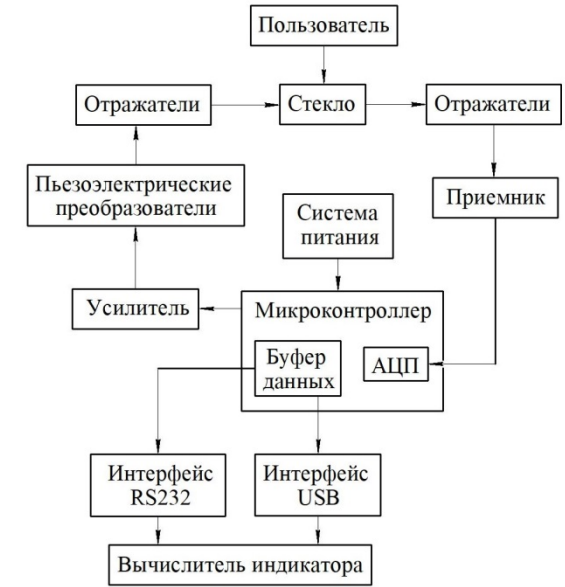 Пользователь
Отражатели
Стекло
Отражатели
Пьезоэлектрические
преобразователи
Приемник
Система
питания
Усилитель
Микроконтроллер
Буфер
данных
АЦП
Интерфейс
RS232
Интерфейс
USB
Вычислитель индикатора